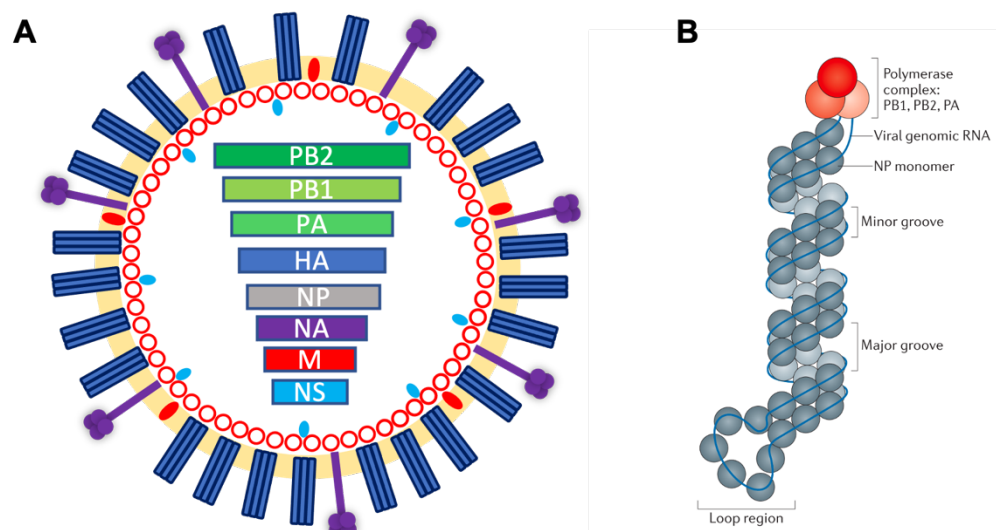 A
PB2
PB1
PA
HA
NP
NA
M
NS
B
Polymerase
complex:
PB1, PB2, PA
Viral genomic RNA
NP monomer
Minor groove
Major groove
Loop region